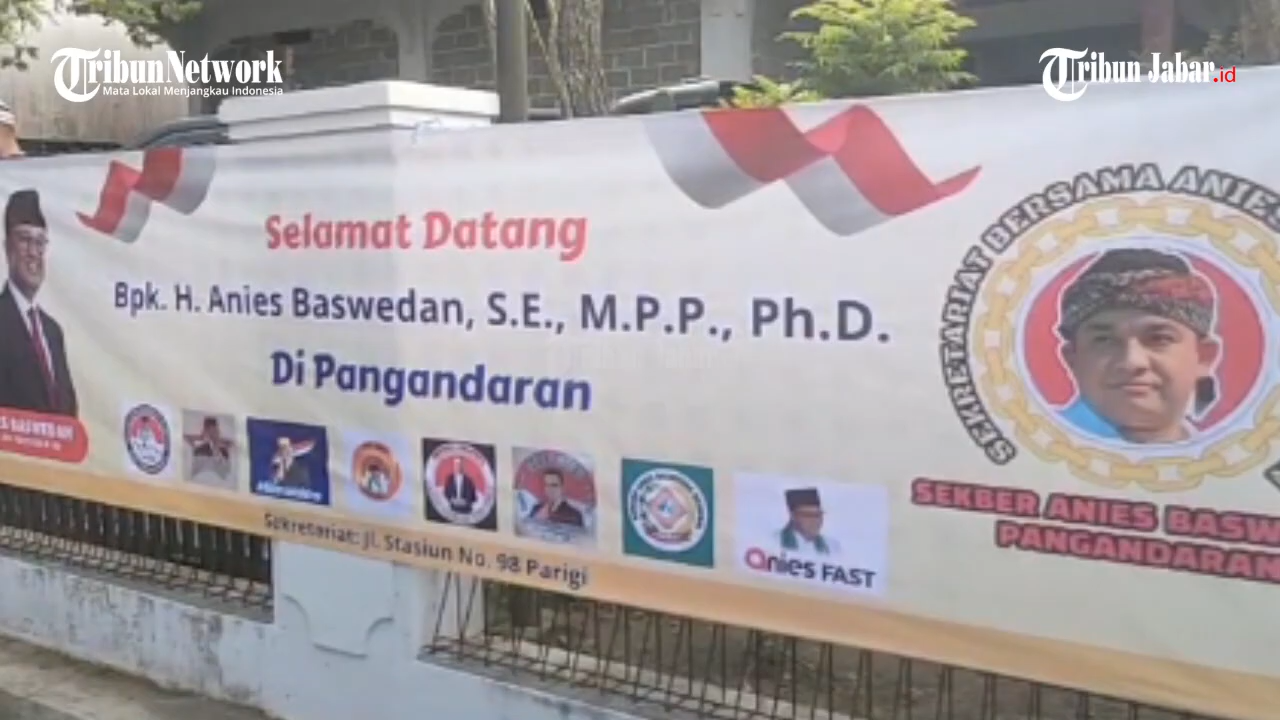 TribunNetwork
Mata Lokal Menjangkau Indonesia
Tribun Jabar.id
Selamat Datang
Bpk. H. Anies Baswedan, S.E., M.P.P., Ph.D.
Di Pangandaran
SEKRETARIAT BERSAMA ANIES
Anies FAST
SEKBER ANIES BASW
PANGANDARAN
Sekretariat: Jl. Stasiun No. 98 Parigi